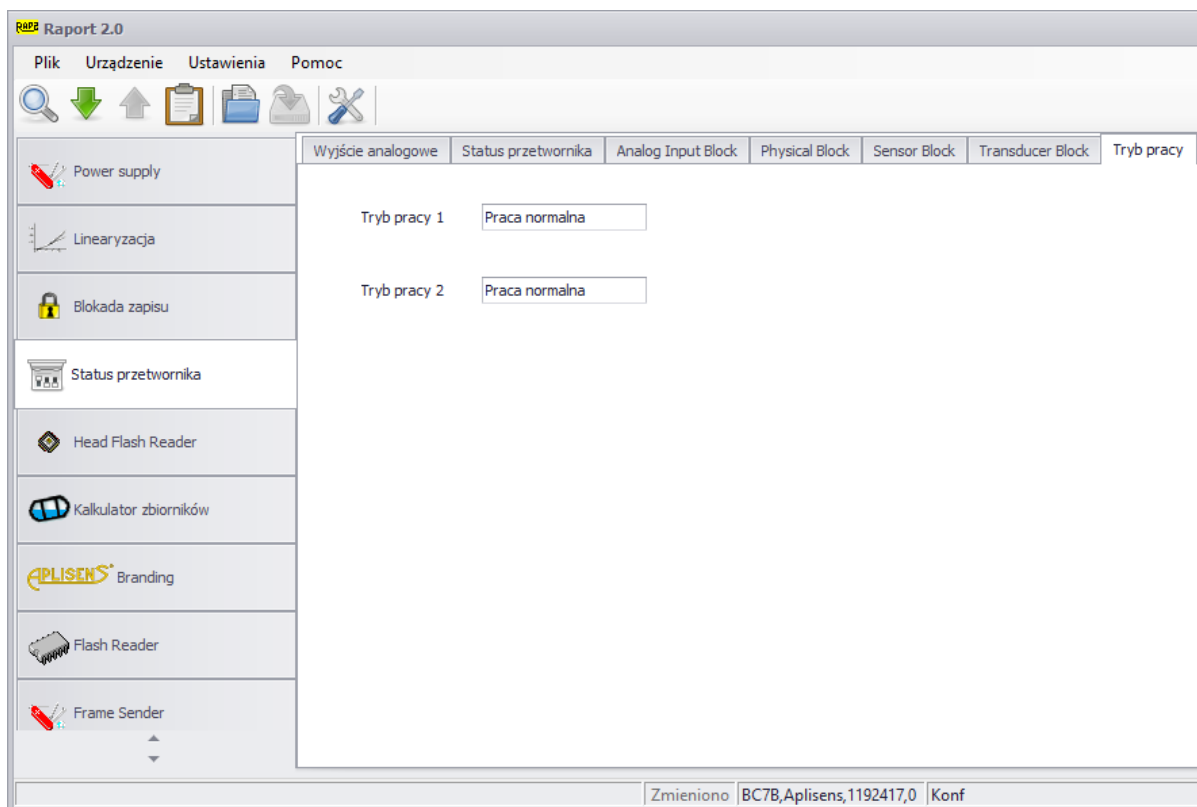 Raport 2.0
Plik Urządzenie Ustawienia Pomoc
Wyjście analogowe Status przetwornika Analog Input Block Physical Block Sensor Block Transducer Block Tryb pracy
Power supply
Linearyzacja
Blokada zapisu
Status przetwornika
Head Flash Reader
Kalkulator zbiorników
APLISENS Branding
Flash Reader
Frame Sender
Tryb pracy 1 Praca normalna
Tryb pracy 2 Praca normalna
Zmieniono BC7B,Aplisens,1192417,0 Konf